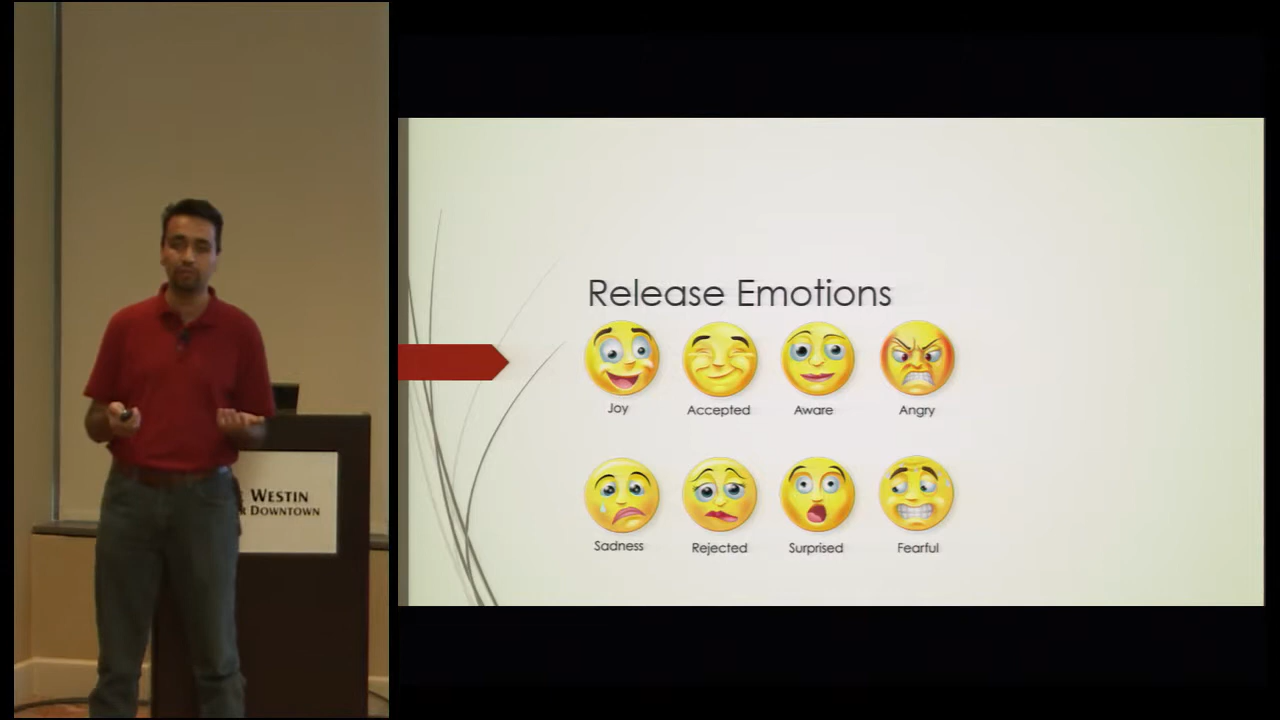 WESTIN
DOWNTOWN
Release Emotions
Joy Accepted Aware Angry
Sadness Rejected Surprised Fearful